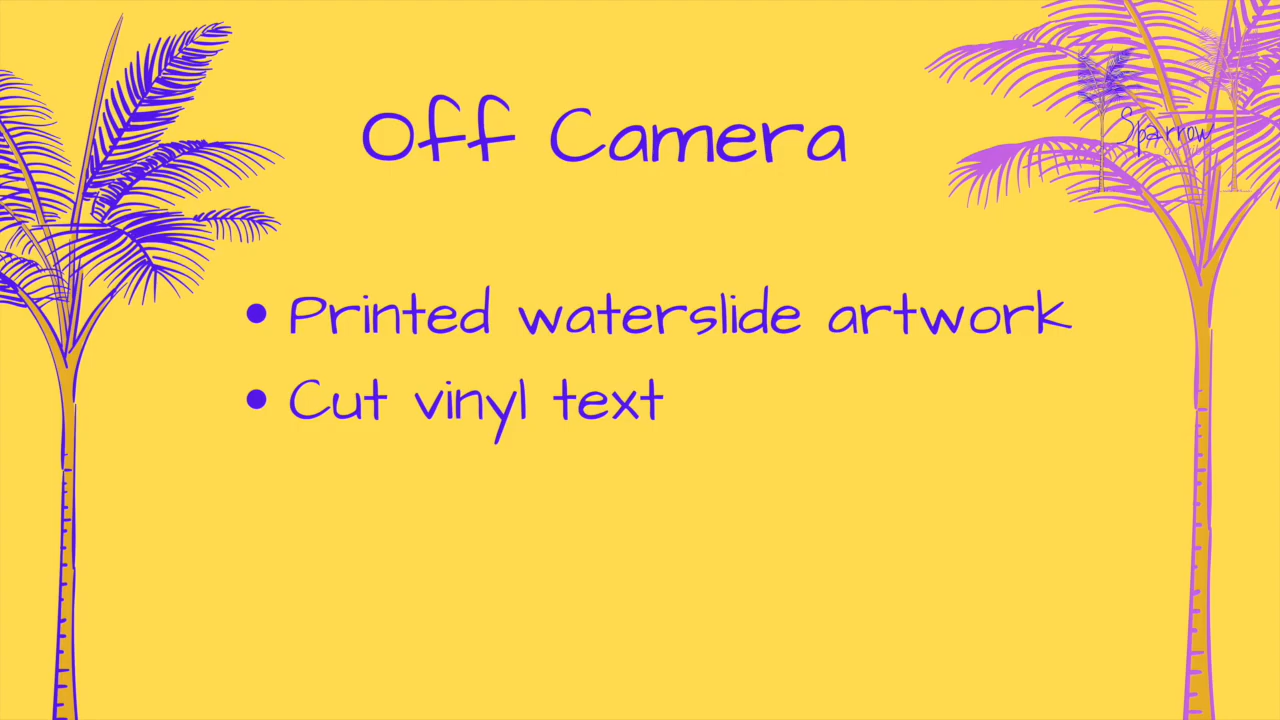 Off Camera
Sparrow
• Printed waterslide artwork
• Cut vinyl text